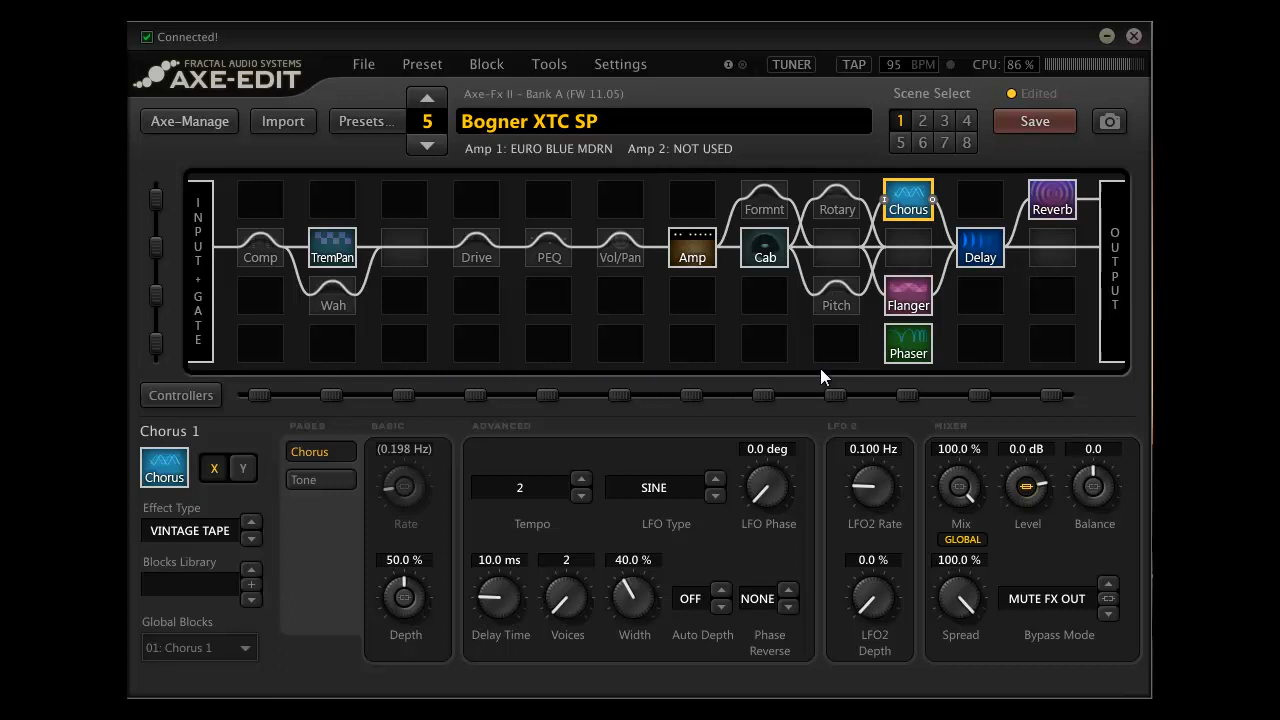 Connected!
FRACTAL AUDIO SYSTEMS
AXE-EDIT
File Preset Block Tools Settings
TUNER TAP 95 BPM CPU: 86 %
Axe-Fx II - Bank A (FW 11.05)
Scene Select Edited
Axe-Manage Import Presets... 5 Bogner XTC SP 1 2 3 4 Save
5 6 7 8
Amp 1: EURO BLUE MDRN Amp 2: NOT USED
INPUT + GATE
Formnt Rotary Chorus Reverb
Comp TremPan Drive PEQ Vol/Pan Amp Cab Delay
Wah Pitch Flanger
Phaser
OUTPUT
Controllers
Chorus 1
Chorus X Y
Effect Type
VINTAGE TAPE
Blocks Library
Global Blocks
01: Chorus 1
PAGES
Chorus
Tone
BASIC
(0.198 Hz)
Rate
50.0 %
Depth
ADVANCED
0.0 deg
2 SINE
Tempo LFO Type LFO Phase
10.0 ms 2 40.0 %
OFF NONE
Delay Time Voices Width Auto Depth Phase
Reverse
LFO 2
0.100 Hz
LFO2 Rate
0.0 %
LFO2
Depth
MIXER
100.0 % 0.0 dB 0.0
Mix Level Balance
GLOBAL
100.0 %
MUTE FX OUT
Spread Bypass Mode